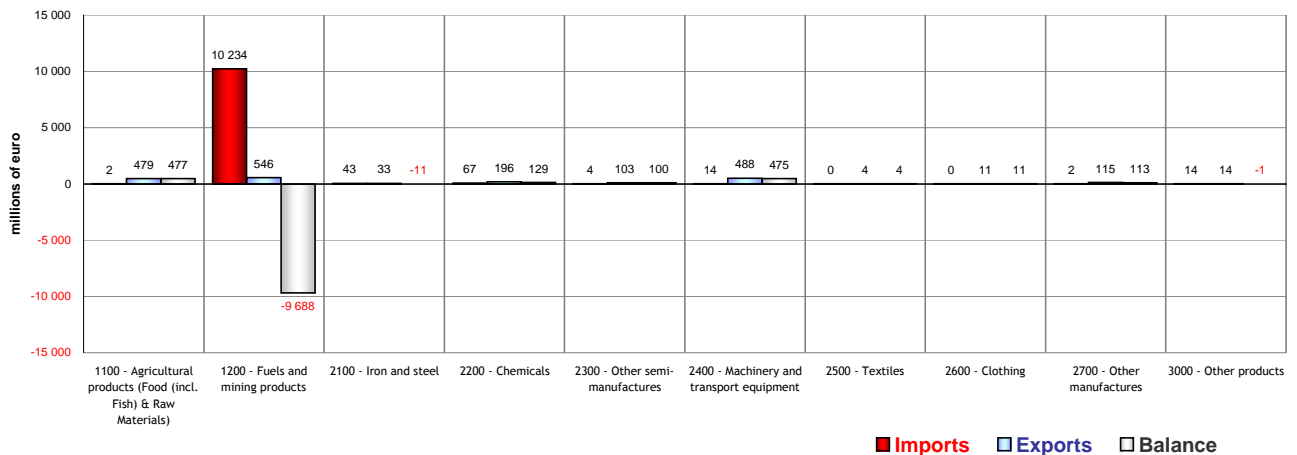 15 000
10 000
5 000
0
-5 000
-10 000
-15 000
millions of euro
2 479 477
10 234 546 -9 688
43 33 -11
67 196 129
4 103 100
14 488 475
0 4 4
0 11 11
2 115 113
14 14 -1
1100 - Agricultural
products (Food (incl.
Fish) & Raw
Materials)
1200 - Fuels and
mining products
2100 - Iron and steel
2200 - Chemicals
2300 - Other semi-
manufactures
2400 - Machinery and
transport equipment
2500 - Textiles
2600 - Clothing
2700 - Other
manufactures
3000 - Other products
Imports Exports Balance